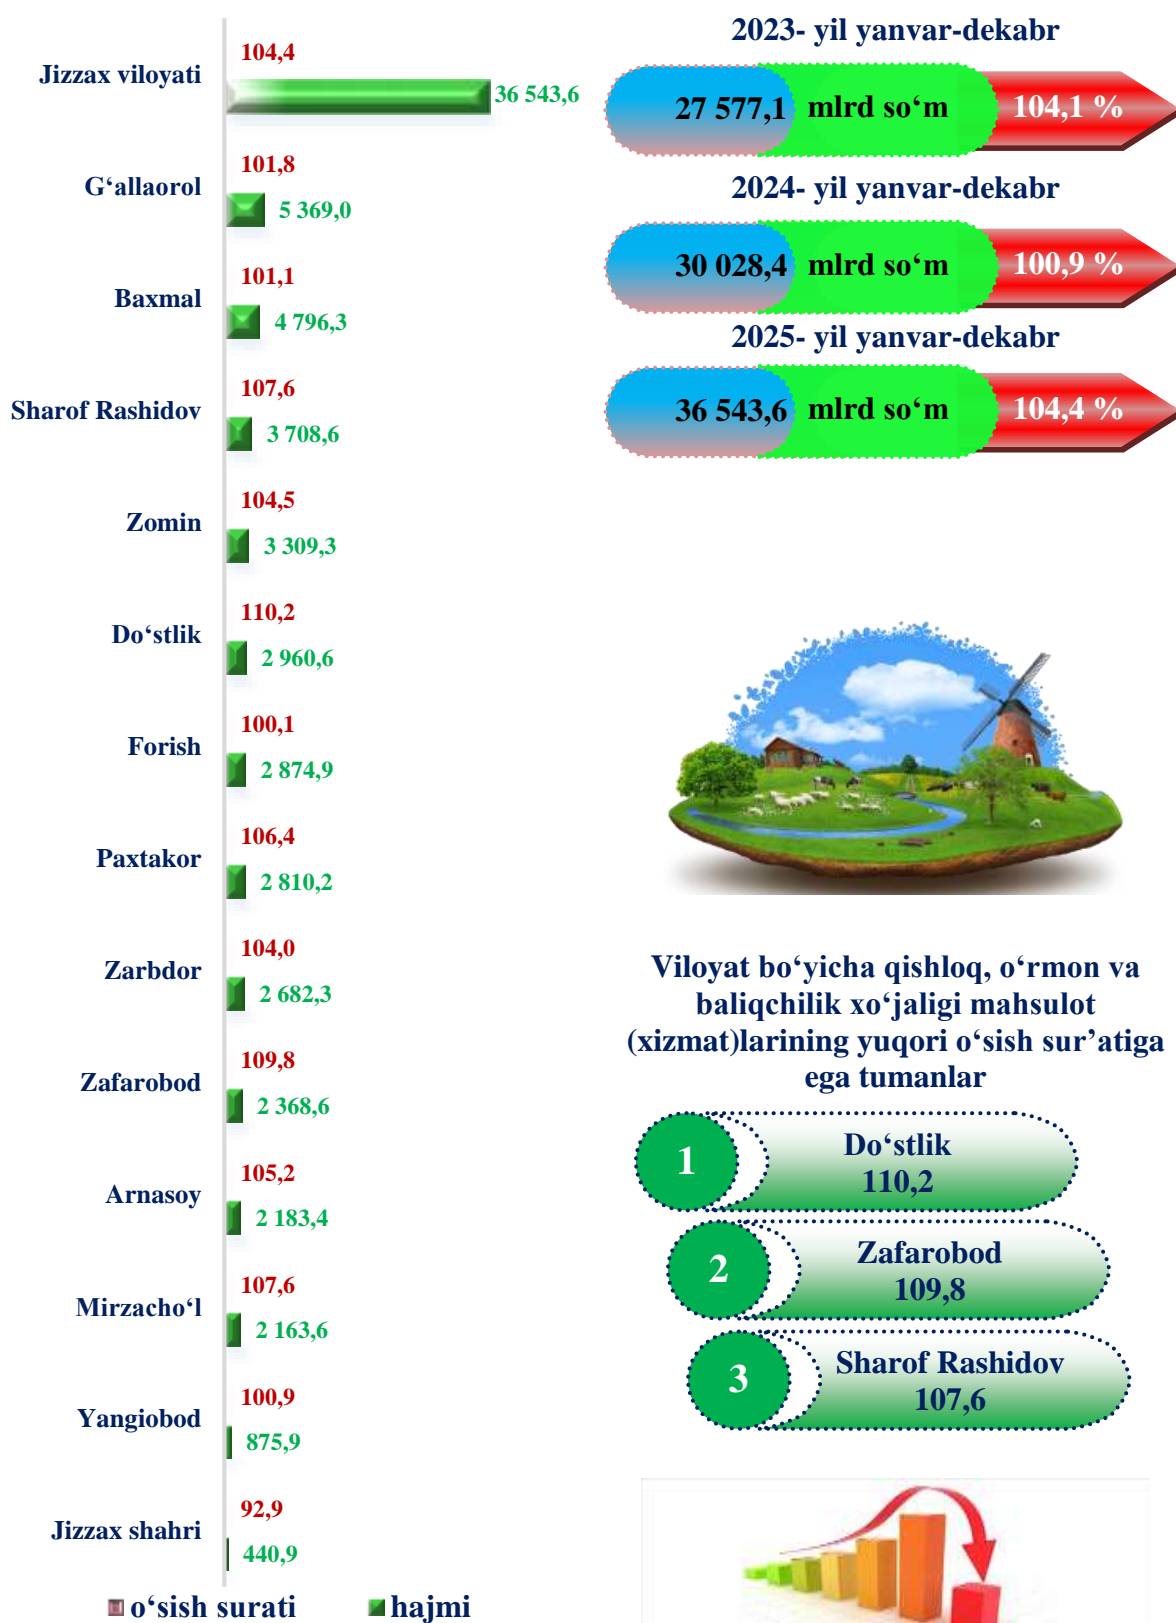 104,4
Jizzax viloyati
36 543,6
101,8
G‘allaorol
5 369,0
101,1
Baxmal
4 796,3
107,6
Sharof Rashidov
3 708,6
104,5
Zomin
3 309,3
110,2
Do‘stlik
2 960,6
100,1
Forish
2 874,9
106,4
Paxtakor
2 810,2
104,0
Zarbdor
2 682,3
109,8
Zafarobod
2 368,6
105,2
Arnasoy
2 183,4
107,6
Mirzacho‘l
2 163,6
100,9
Yangiobod
875,9
92,9
Jizzax shahri
440,9
o‘sish surati hajmi
2023- yil yanvar-dekabr
27 577,1 mlrd so‘m 104,1 %
2024- yil yanvar-dekabr
30 028,4 mlrd so‘m 100,9 %
2025- yil yanvar-dekabr
36 543,6 mlrd so‘m 104,4 %
Viloyat bo‘yicha qishloq, o‘rmon va
baliqchilik xo‘jaligi mahsulot
(xizmat)larining yuqori o‘sish sur’atiga
ega tumanlar
1
Do‘stlik
110,2
2
Zafarobod
109,8
3
Sharof Rashidov
107,6